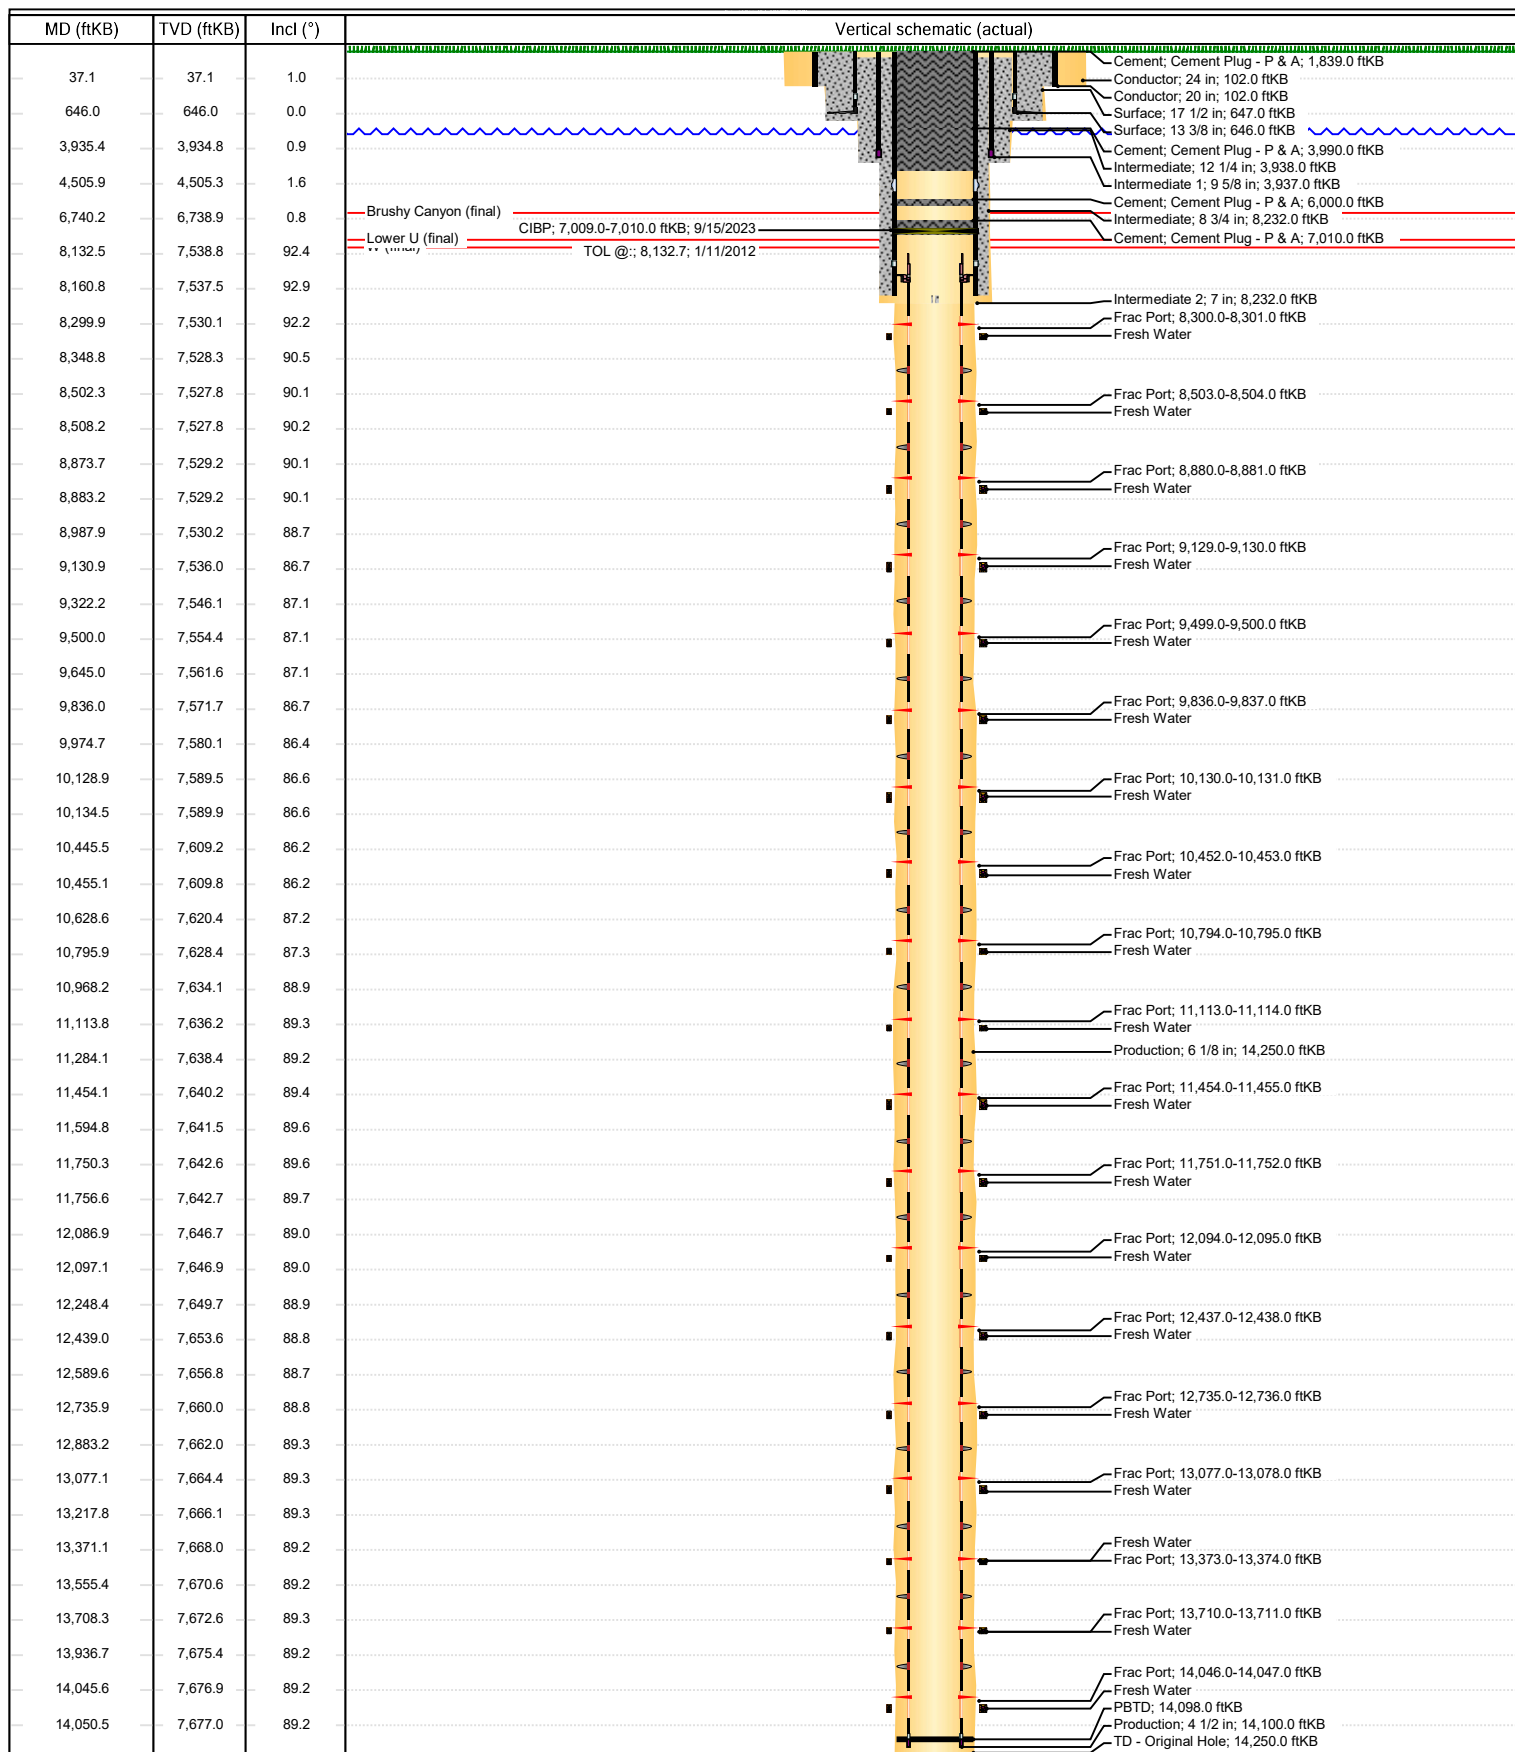 MD (ftKB) TVD (ftKB) Incl (°) Vertical schematic (actual)
37.1 37.1 1.0
646.0 646.0 0.0
3,935.4 3,934.8 0.9
4,505.9 4,505.3 1.6
6,740.2 6,738.9 0.8
8,132.5 7,538.8 92.4
8,160.8 7,537.5 92.9
8,299.9 7,530.1 92.2
8,348.8 7,528.3 90.5
8,502.3 7,527.8 90.1
8,508.2 7,527.8 90.2
8,873.7 7,529.2 90.1
8,883.2 7,529.2 90.1
8,987.9 7,530.2 88.7
9,130.9 7,536.0 86.7
9,322.2 7,546.1 87.1
9,500.0 7,554.4 87.1
9,645.0 7,561.6 87.1
9,836.0 7,571.7 86.7
9,974.7 7,580.1 86.4
10,128.9 7,589.5 86.6
10,134.5 7,589.9 86.6
10,445.5 7,609.2 86.2
10,455.1 7,609.8 86.2
10,628.6 7,620.4 87.2
10,795.9 7,628.4 87.3
10,968.2 7,634.1 88.9
11,113.8 7,636.2 89.3
11,284.1 7,638.4 89.2
11,454.1 7,640.2 89.4
11,594.8 7,641.5 89.6
11,750.3 7,642.6 89.6
11,756.6 7,642.7 89.7
12,086.9 7,646.7 89.0
12,097.1 7,646.9 89.0
12,248.4 7,649.7 88.9
12,439.0 7,653.6 88.8
12,589.6 7,656.8 88.7
12,735.9 7,660.0 88.8
12,883.2 7,662.0 89.3
13,077.1 7,664.4 89.3
13,217.8 7,666.1 89.3
13,371.1 7,668.0 89.2
13,555.4 7,670.6 89.2
13,708.3 7,672.6 89.3
13,936.7 7,675.4 89.2
14,045.6 7,676.9 89.2
14,050.5 7,677.0 89.2
Brushy Canyon (final)
CIBP; 7,009.0-7,010.0 ftKB; 9/15/2023
Lower U (final)
TOL @:; 8,132.7; 1/11/2012
Cement; Cement Plug - P & A; 1,839.0 ftKB
Conductor; 24 in; 102.0 ftKB
Conductor; 20 in; 102.0 ftKB
Surface; 17 1/2 in; 647.0 ftKB
Surface; 13 3/8 in; 646.0 ftKB
Cement; Cement Plug - P & A; 3,990.0 ftKB
Intermediate; 12 1/4 in; 3,938.0 ftKB
Intermediate 1; 9 5/8 in; 3,937.0 ftKB
Cement; Cement Plug - P & A; 6,000.0 ftKB
Intermediate; 8 3/4 in; 8,232.0 ftKB
Cement; Cement Plug - P & A; 7,010.0 ftKB
Intermediate 2; 7 in; 8,232.0 ftKB
Frac Port; 8,300.0-8,301.0 ftKB
Fresh Water
Frac Port; 8,503.0-8,504.0 ftKB
Fresh Water
Frac Port; 8,880.0-8,881.0 ftKB
Fresh Water
Frac Port; 9,129.0-9,130.0 ftKB
Fresh Water
Frac Port; 9,499.0-9,500.0 ftKB
Fresh Water
Frac Port; 9,836.0-9,837.0 ftKB
Fresh Water
Frac Port; 10,130.0-10,131.0 ftKB
Fresh Water
Frac Port; 10,452.0-10,453.0 ftKB
Fresh Water
Frac Port; 10,794.0-10,795.0 ftKB
Fresh Water
Frac Port; 11,113.0-11,114.0 ftKB
Fresh Water
Production; 6 1/8 in; 14,250.0 ftKB
Frac Port; 11,454.0-11,455.0 ftKB
Fresh Water
Frac Port; 11,751.0-11,752.0 ftKB
Fresh Water
Frac Port; 12,094.0-12,095.0 ftKB
Fresh Water
Frac Port; 12,437.0-12,438.0 ftKB
Fresh Water
Frac Port; 12,735.0-12,736.0 ftKB
Fresh Water
Frac Port; 13,077.0-13,078.0 ftKB
Fresh Water
Fresh Water
Frac Port; 13,373.0-13,374.0 ftKB
Frac Port; 13,710.0-13,711.0 ftKB
Fresh Water
Frac Port; 14,046.0-14,047.0 ftKB
Fresh Water
PBTD; 14,098.0 ftKB
Production; 4 1/2 in; 14,100.0 ftKB
TD - Original Hole; 14,250.0 ftKB